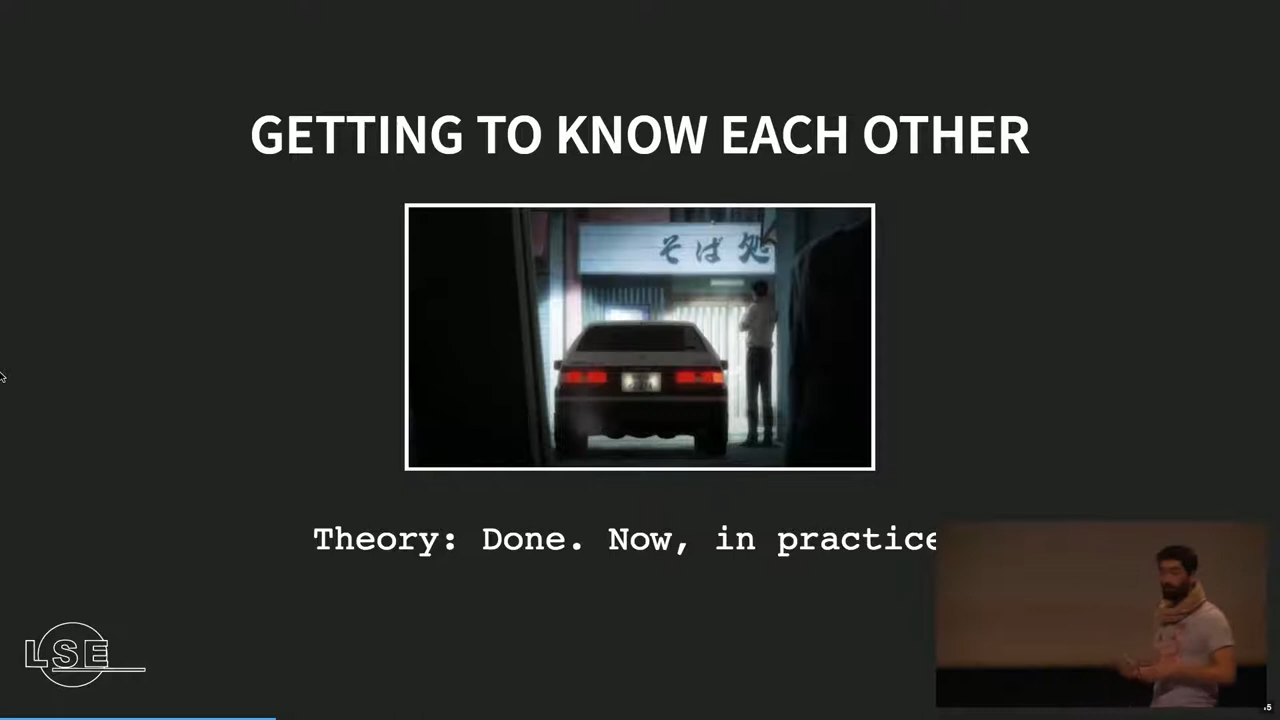 GETTING TO KNOW EACH OTHER
そば処
Theory: Done. Now, in practice
LSE